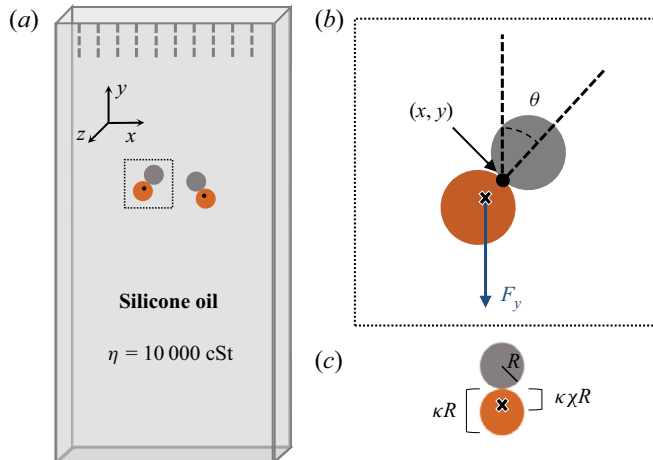 (a)
y
x
z
Silicone oil
η = 10 000 cSt
(b)
θ
(x, y)
F_y
(c)
R
κR
κχR